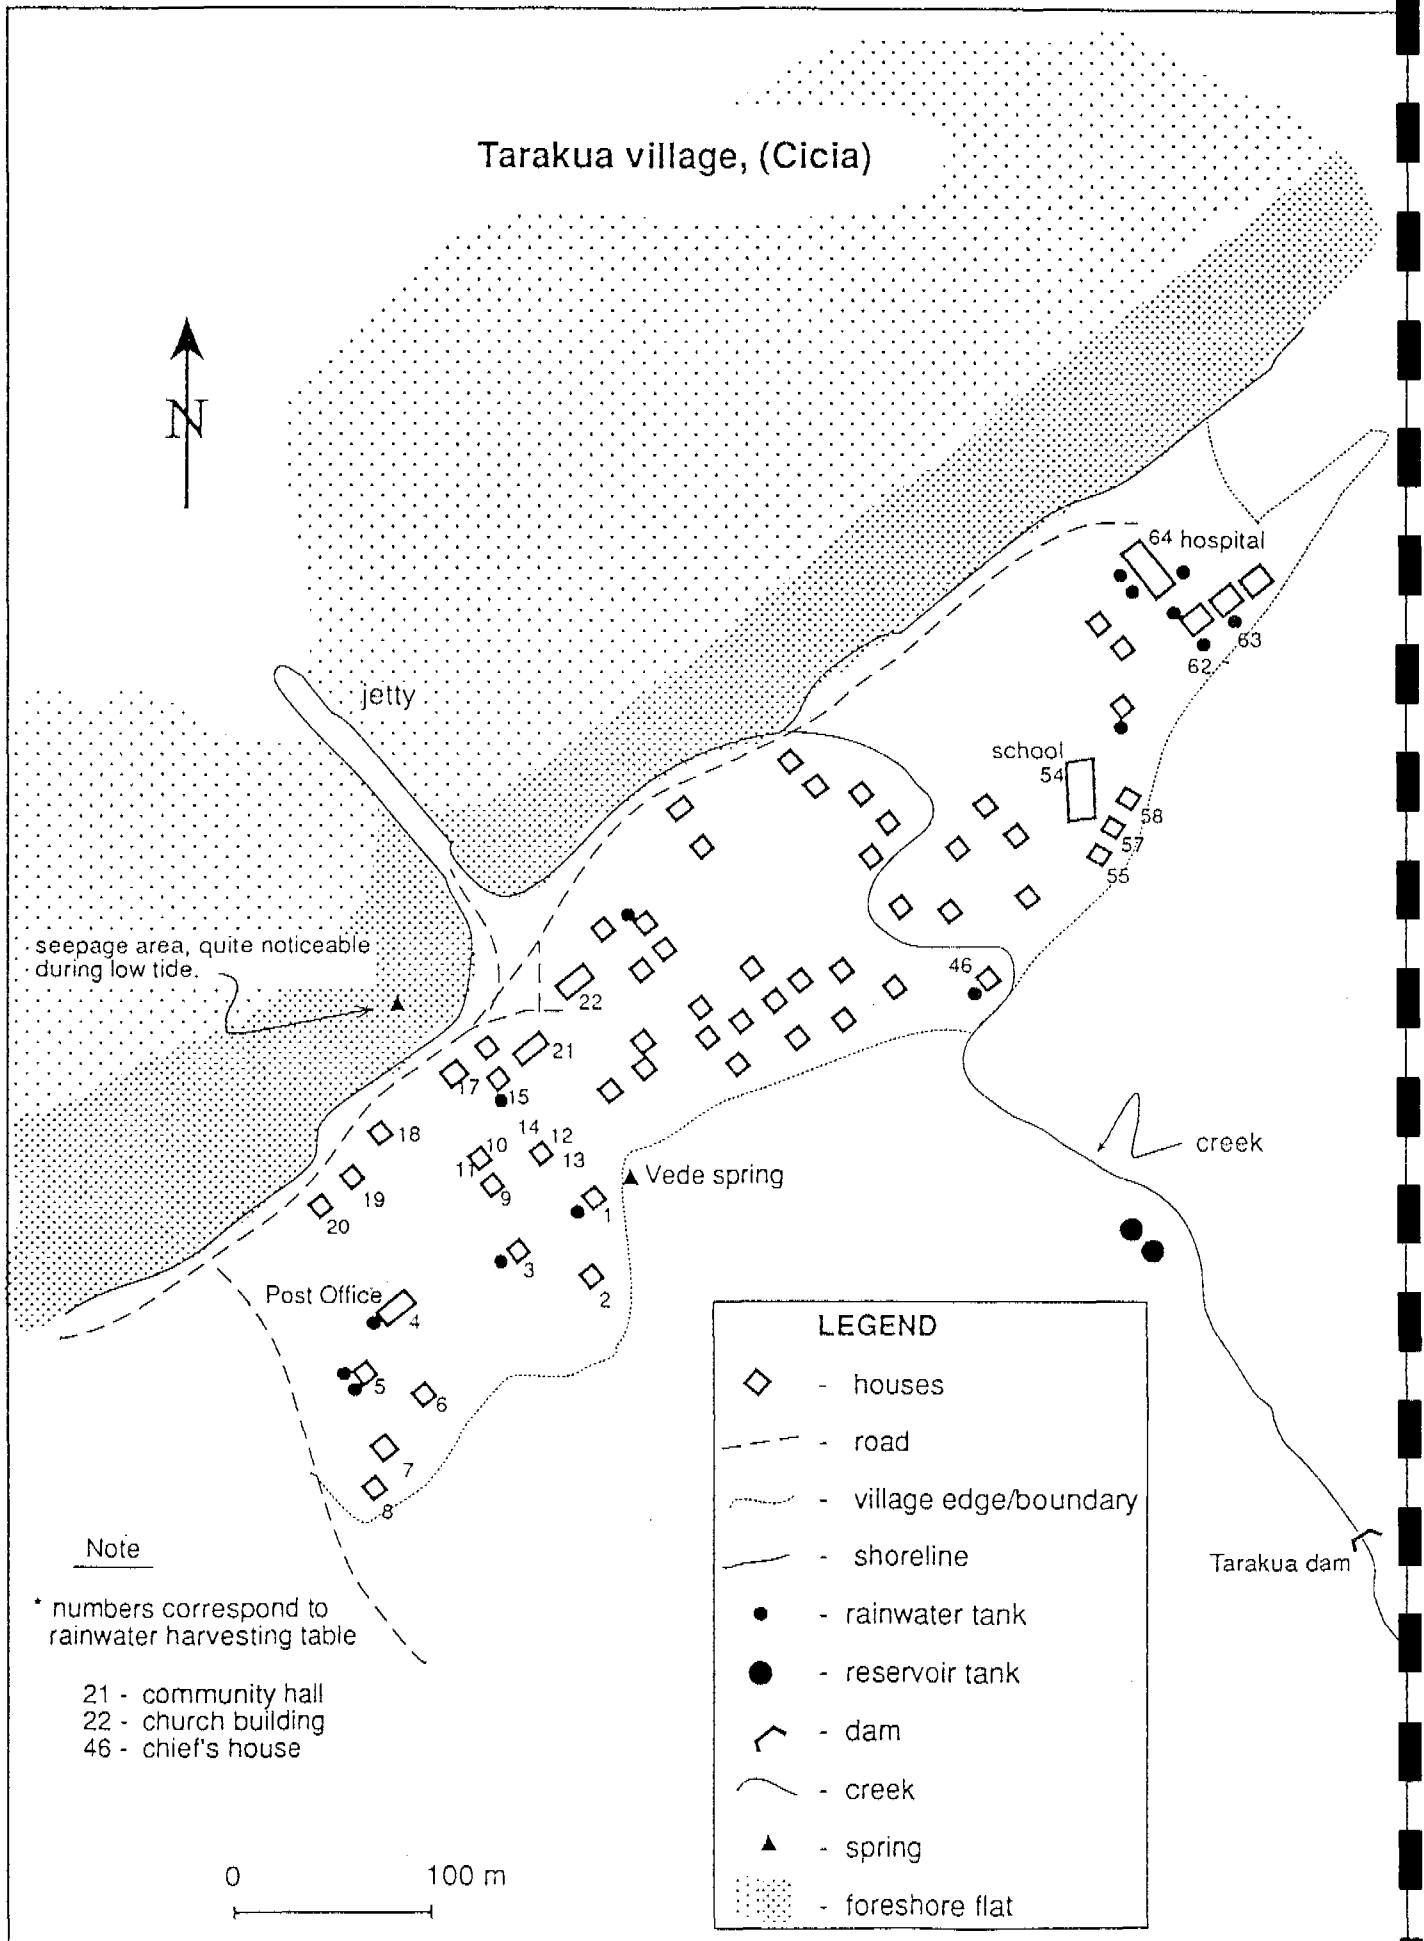 Tarakua village, (Cicia)
N
64 hospital
63
62
jetty
school
54
58
57
55
seepage area, quite noticeable
during low tide.
46
22
21
17
15
18
14
12
10
13
11
creek
Vede spring
19
9
1
20
3
2
Post Office
4
5
6
7
8
LEGEND
- houses
- road
- village edge/boundary
- shoreline
- rainwater tank
- reservoir tank
- dam
- creek
- spring
- foreshore flat
Tarakua dam
Note
* numbers correspond to
rainwater harvesting table
21 - community hall
22 - church building
46 - chief's house
0 100 m